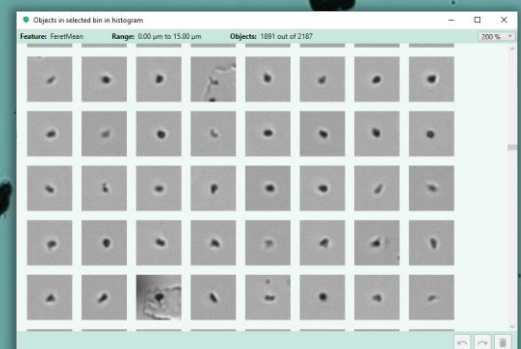 Objects in selected bin in histogram
Feature: FeretMean Range: 0.00 µm to 15.00 µm Objects: 1891 out of 2187 200 %